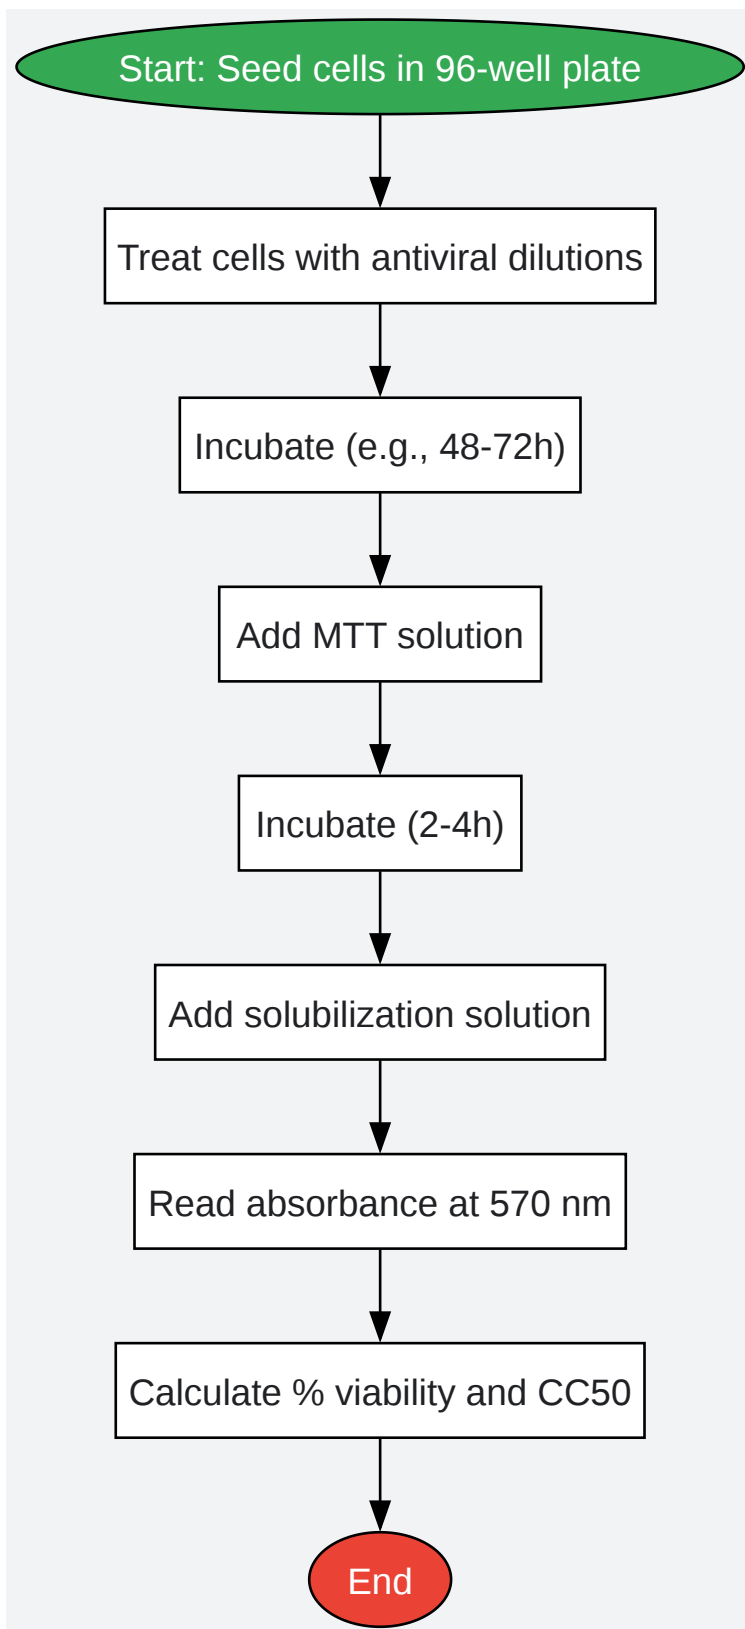 Start: Seed cells in 96-well plate
Treat cells with antiviral dilutions
Incubate (e.g., 48-72h)
Add MTT solution
Incubate (2-4h)
Add solubilization solution
Read absorbance at 570 nm
Calculate % viability and CC50
End